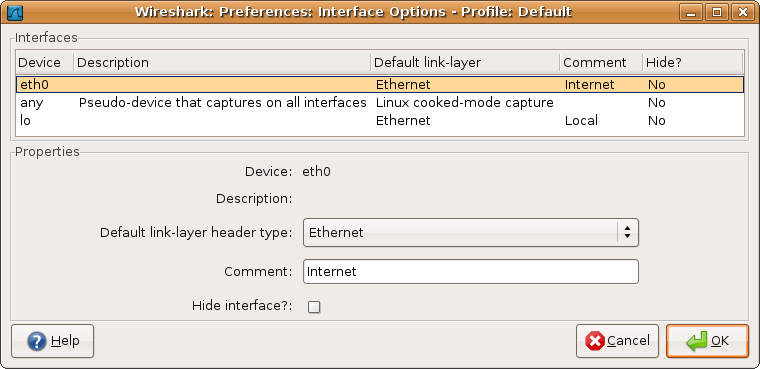 Wireshark: Preferences: Interface Options - Profile: Default
Interfaces
Device Description Default link-layer Comment Hide?
eth0 Ethernet Internet No
any Pseudo-device that captures on all interfaces Linux cooked-mode capture No
lo Ethernet Local No
Properties
Device: eth0
Description:
Default link-layer header type: Ethernet
Comment: Internet
Hide interface?:
Help Cancel OK